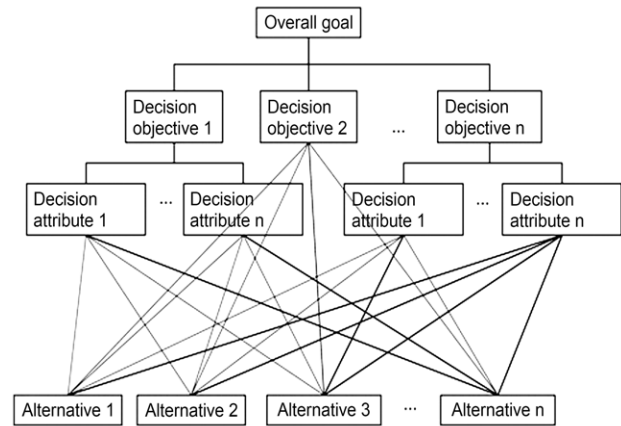 Overall goal
Decision
objective 1
Decision
objective 2
...
Decision
objective n
Decision
attribute 1
...
Decision
attribute n
Decision
attribute 1
...
Decision
attribute n
Alternative 1
Alternative 2
Alternative 3
...
Alternative n